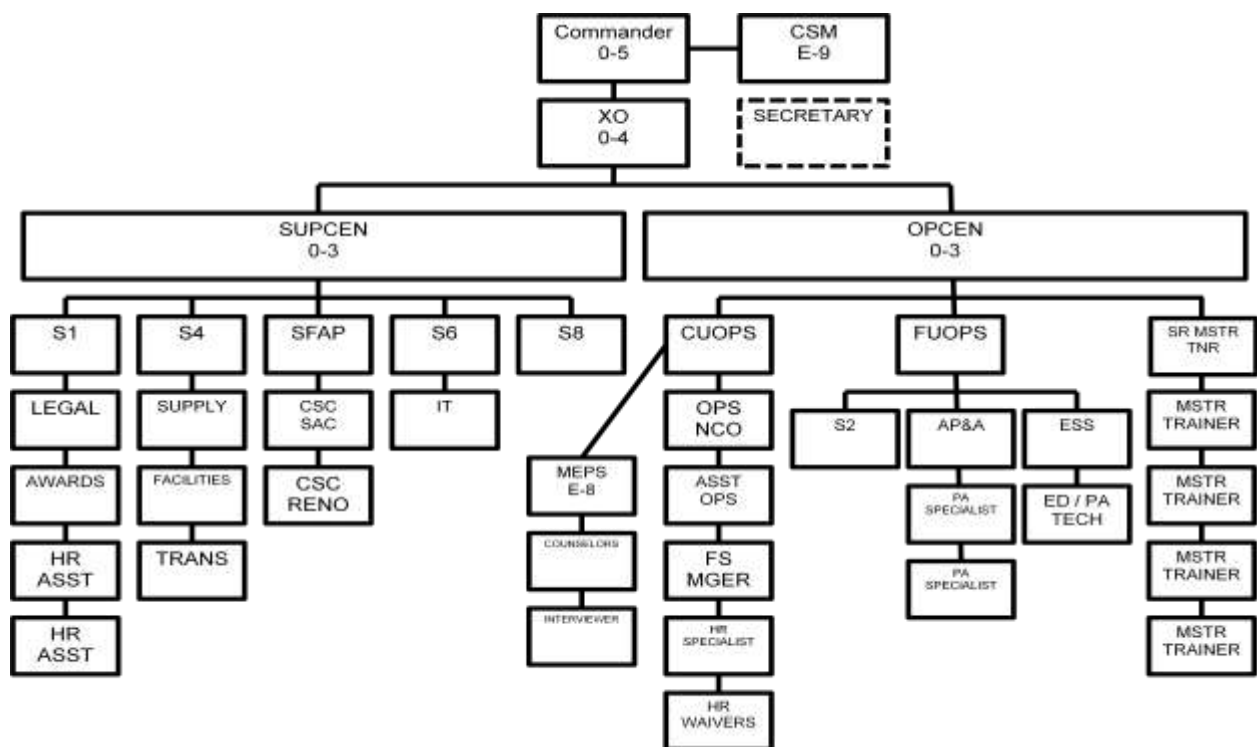 Commander
0-5
CSM
E-9
XO
0-4
SECRETARY
SUPCEN
0-3
OPCEN
0-3
S1
S4
SFAP
S6
S8
CUOPS
FUOPS
SR MSTR
TNR
LEGAL
SUPPLY
CSC
SAC
IT
OPS
NCO
S2
AP&A
ESS
MSTR
TRAINER
AWARDS
FACILITIES
CSC
RENO
MEPS
E-8
ASST
OPS
PA
SPECIALIST
ED / PA
TECH
MSTR
TRAINER
HR
ASST
TRANS
COUNSELORS
FS
MGER
PA
SPECIALIST
MSTR
TRAINER
HR
ASST
INTERVIEWER
HR
SPECIALIST
MSTR
TRAINER
HR
WAIVERS